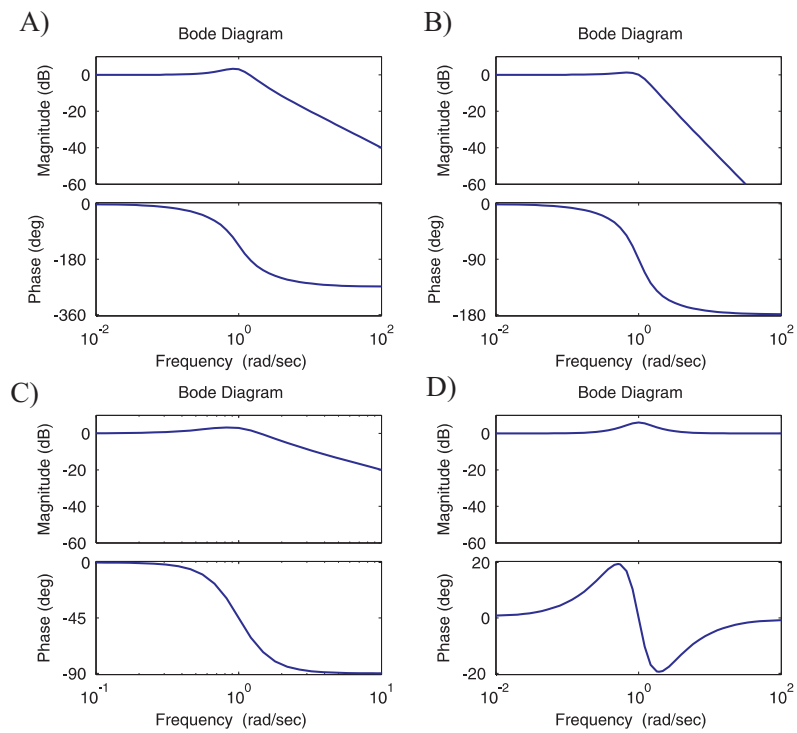 A)
Bode Diagram
Magnitude (dB)
0
-20
-40
-60
Phase (deg)
0
-180
-360
10^-2
10^0
10^2
Frequency (rad/sec)
B)
Bode Diagram
Magnitude (dB)
0
-20
-40
-60
Phase (deg)
0
-90
-180
10^-2
10^0
10^2
Frequency (rad/sec)
C)
Bode Diagram
Magnitude (dB)
0
-20
-40
-60
Phase (deg)
0
-45
-90
10^-1
10^0
10^1
Frequency (rad/sec)
D)
Bode Diagram
Magnitude (dB)
0
-20
-40
-60
Phase (deg)
20
0
-20
10^-2
10^0
10^2
Frequency (rad/sec)